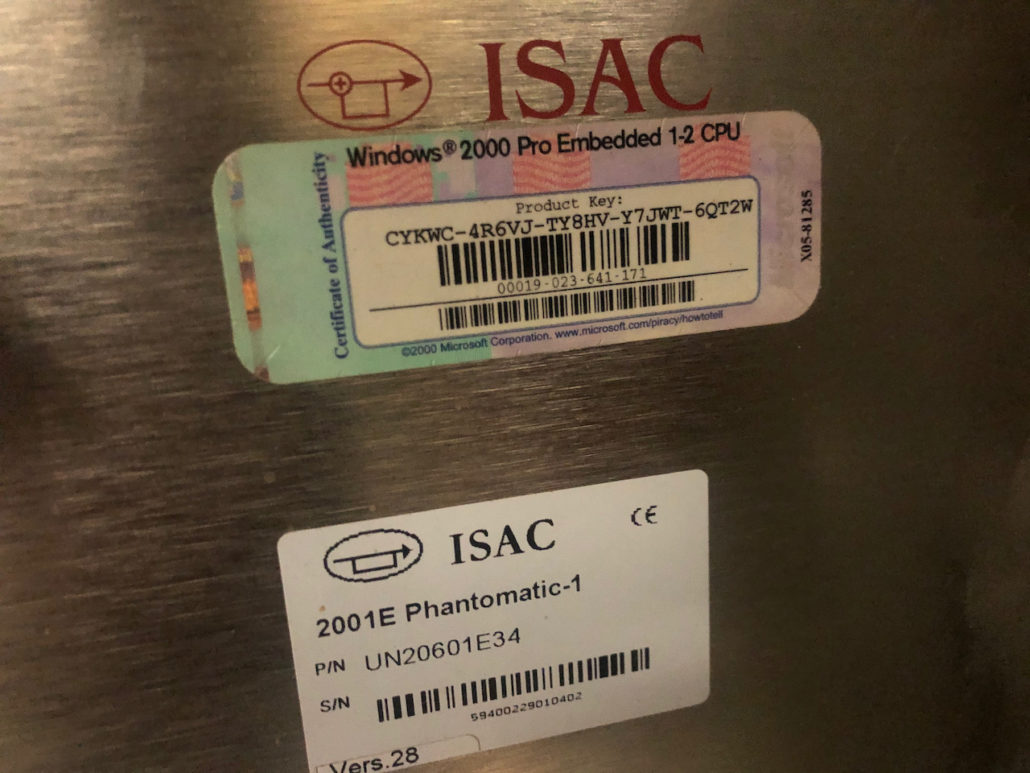 ISAC
Windows® 2000 Pro Embedded 1-2 CPU
Certificate of Authenticity
Product Key:
CYKWC-4R6VJ-TY8HV-Y7JWT-6QT2W
00019-023-641-171
X05-81285
©2000 Microsoft Corporation. www.microsoft.com/piracy/howtotell
ISAC
CE
2001E Phantomatic-1
P/N UN20601E34
S/N
59400229010402
Vers.28